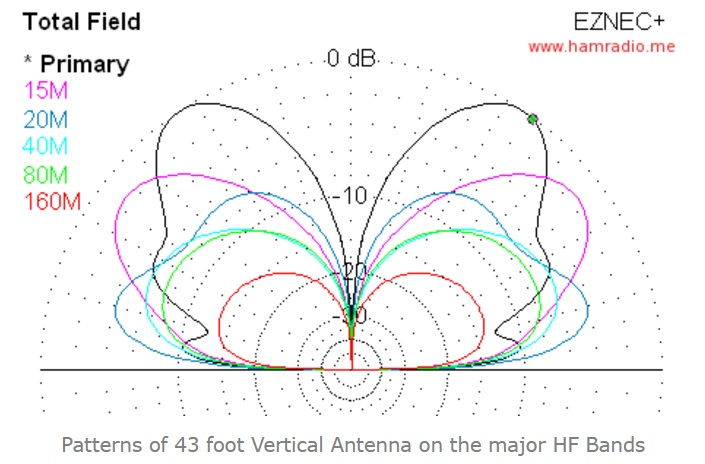 Total Field
EZNEC+
www.hamradio.me
* Primary
0 dB
15M
20M
40M
80M
160M
-10
-20
-30
Patterns of 43 foot Vertical Antenna on the major HF Bands